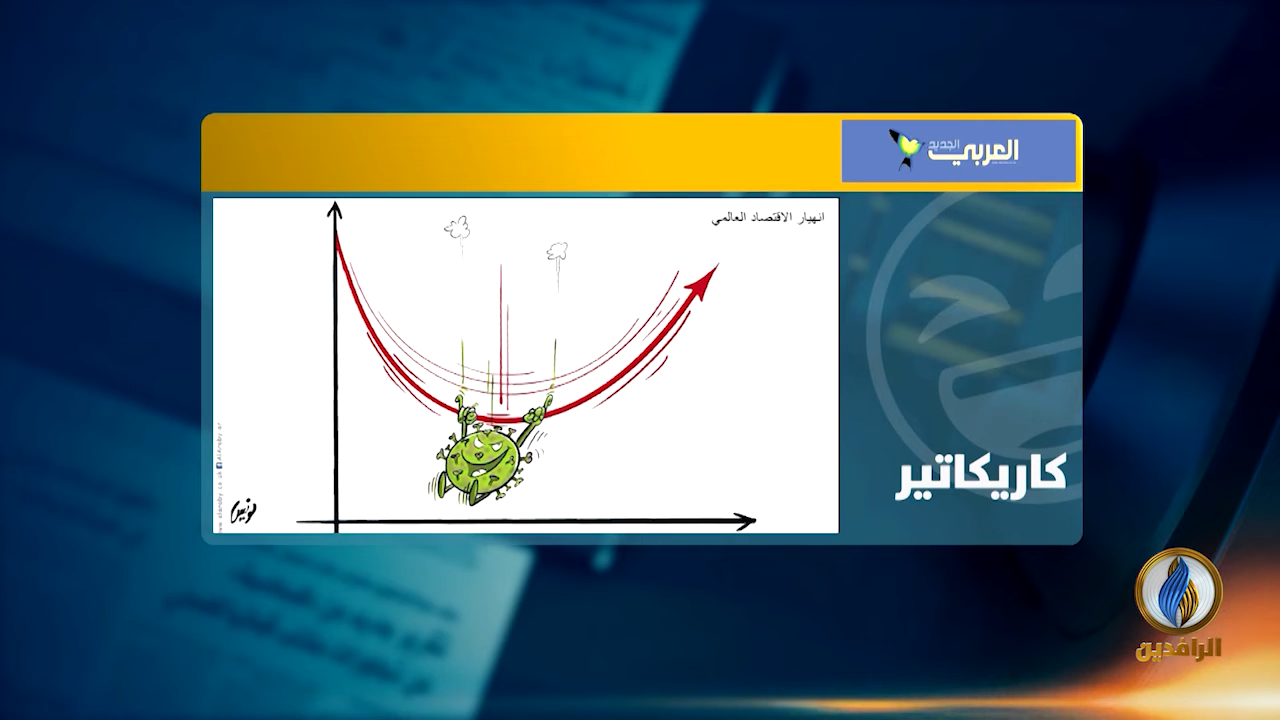 العربي الجديد
انهيار الاقتصاد العالمي
كاريكاتير
الرافدين